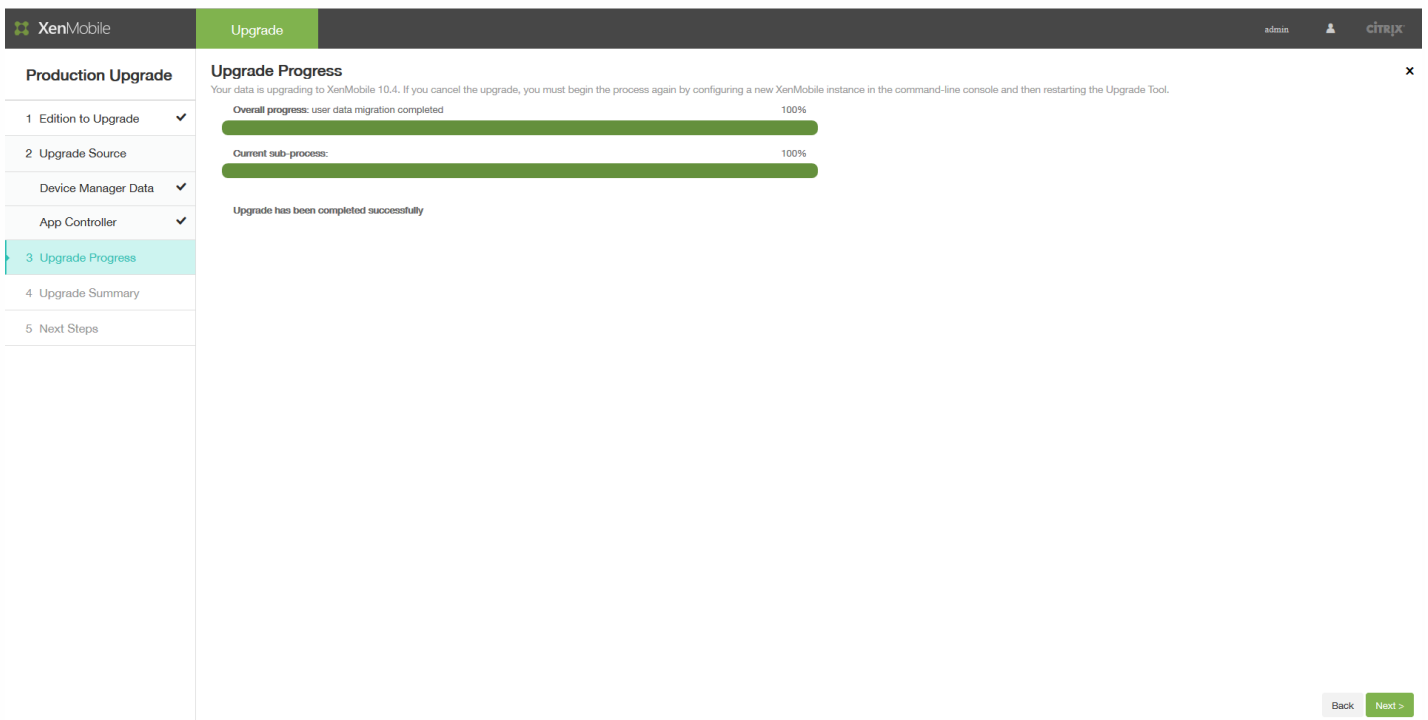 XenMobile
Upgrade
admin
CITRIX
Production Upgrade
1 Edition to Upgrade
2 Upgrade Source
Device Manager Data
App Controller
3 Upgrade Progress
4 Upgrade Summary
5 Next Steps
Upgrade Progress
Your data is upgrading to XenMobile 10.4. If you cancel the upgrade, you must begin the process again by configuring a new XenMobile instance in the command-line console and then restarting the Upgrade Tool.
Overall progress: user data migration completed 100%
Current sub-process: 100%
Upgrade has been completed successfully
Back
Next >